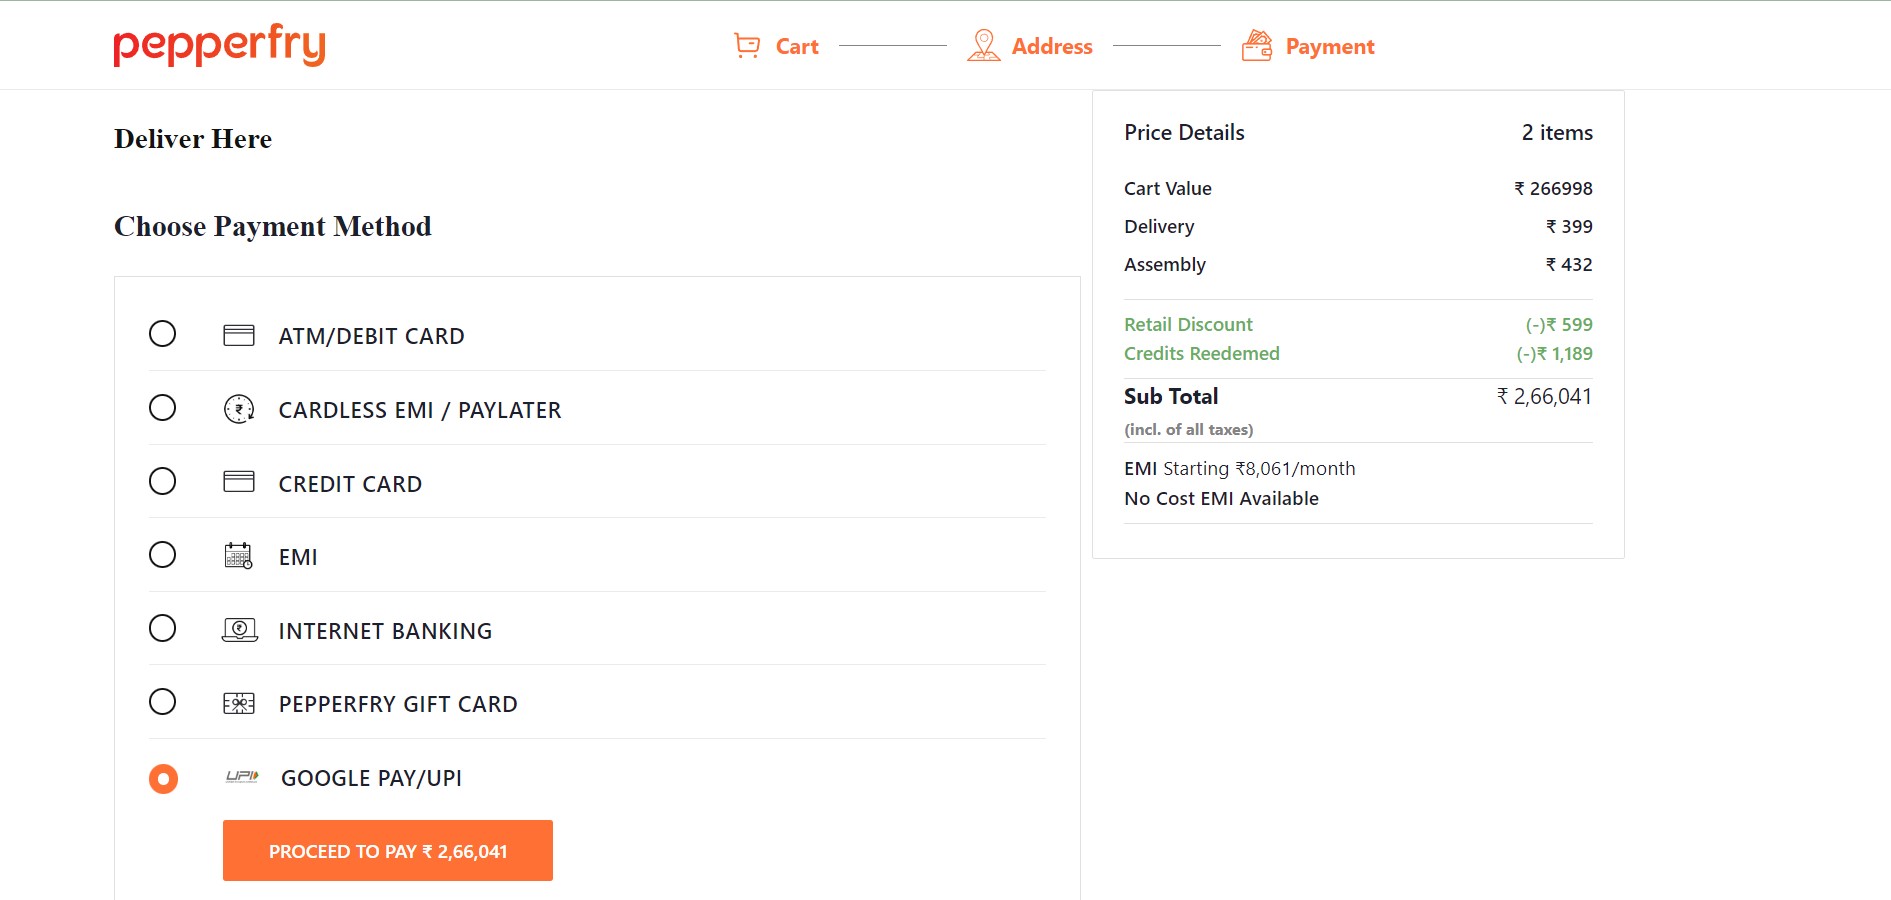 pepperfry
Cart
Address
Payment
Deliver Here
Choose Payment Method
ATM/DEBIT CARD
CARDLESS EMI / PAYLATER
CREDIT CARD
EMI
INTERNET BANKING
PEPPERFRY GIFT CARD
UPI GOOGLE PAY/UPI
PROCEED TO PAY ₹ 2,66,041
Price Details 2 items
Cart Value ₹ 266998
Delivery ₹ 399
Assembly ₹ 432
Retail Discount (-)₹ 599
Credits Reedemed (-)₹ 1,189
Sub Total ₹ 2,66,041
(incl. of all taxes)
EMI Starting ₹8,061/month
No Cost EMI Available